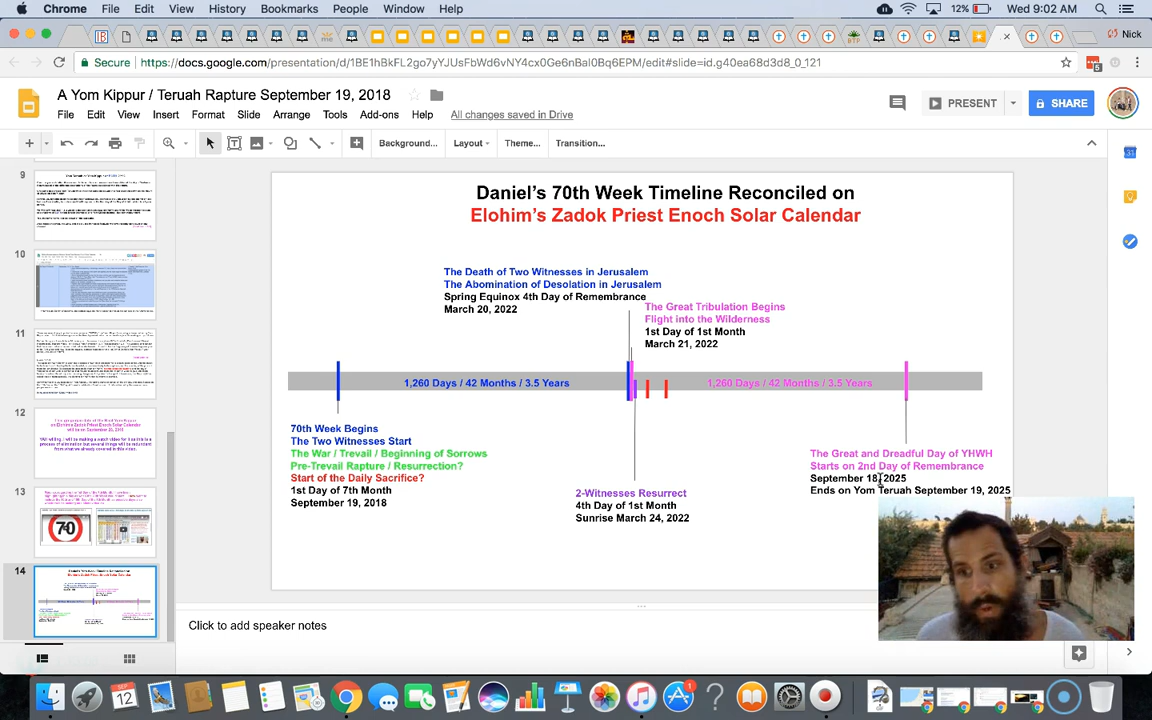 Chrome File Edit View History Bookmarks People Window Help 12% Wed 9:02 AM
Nick
Secure https://docs.google.com/presentation/d/1BE1hBkFL2go7yYJUsFbWd6vNY4cx0Ge6nBal0Bq6EPM/edit#slide=id.g40ea68d3d8_0_121
A Yom Kippur / Teruah Rapture September 19, 2018
File Edit View Insert Format Slide Arrange Tools Add-ons Help All changes saved in Drive
PRESENT SHARE
Background... Layout Theme... Transition...
9
10
11
12
13
14
Daniel's 70th Week Timeline Reconciled on
Elohim's Zadok Priest Enoch Solar Calendar
The Death of Two Witnesses in Jerusalem
The Abomination of Desolation in Jerusalem
Spring Equinox 4th Day of Remembrance
March 20, 2022
The Great Tribulation Begins
Flight into the Wilderness
1st Day of 1st Month
March 21, 2022
1,260 Days / 42 Months / 3.5 Years
1,260 Days / 42 Months / 3.5 Years
70th Week Begins
The Two Witnesses Start
The War / Travail / Beginning of Sorrows
Pre-Trevail Rapture / Resurrection?
Start of the Daily Sacrifice?
1st Day of 7th Month
September 19, 2018
2-Witnesses Resurrect
4th Day of 1st Month
Sunrise March 24, 2022
The Great and Dreadful Day of YHWH
Starts on 2nd Day of Remembrance
September 18, 2025
Ends on Yom Teruah September 19, 2025
Click to add speaker notes